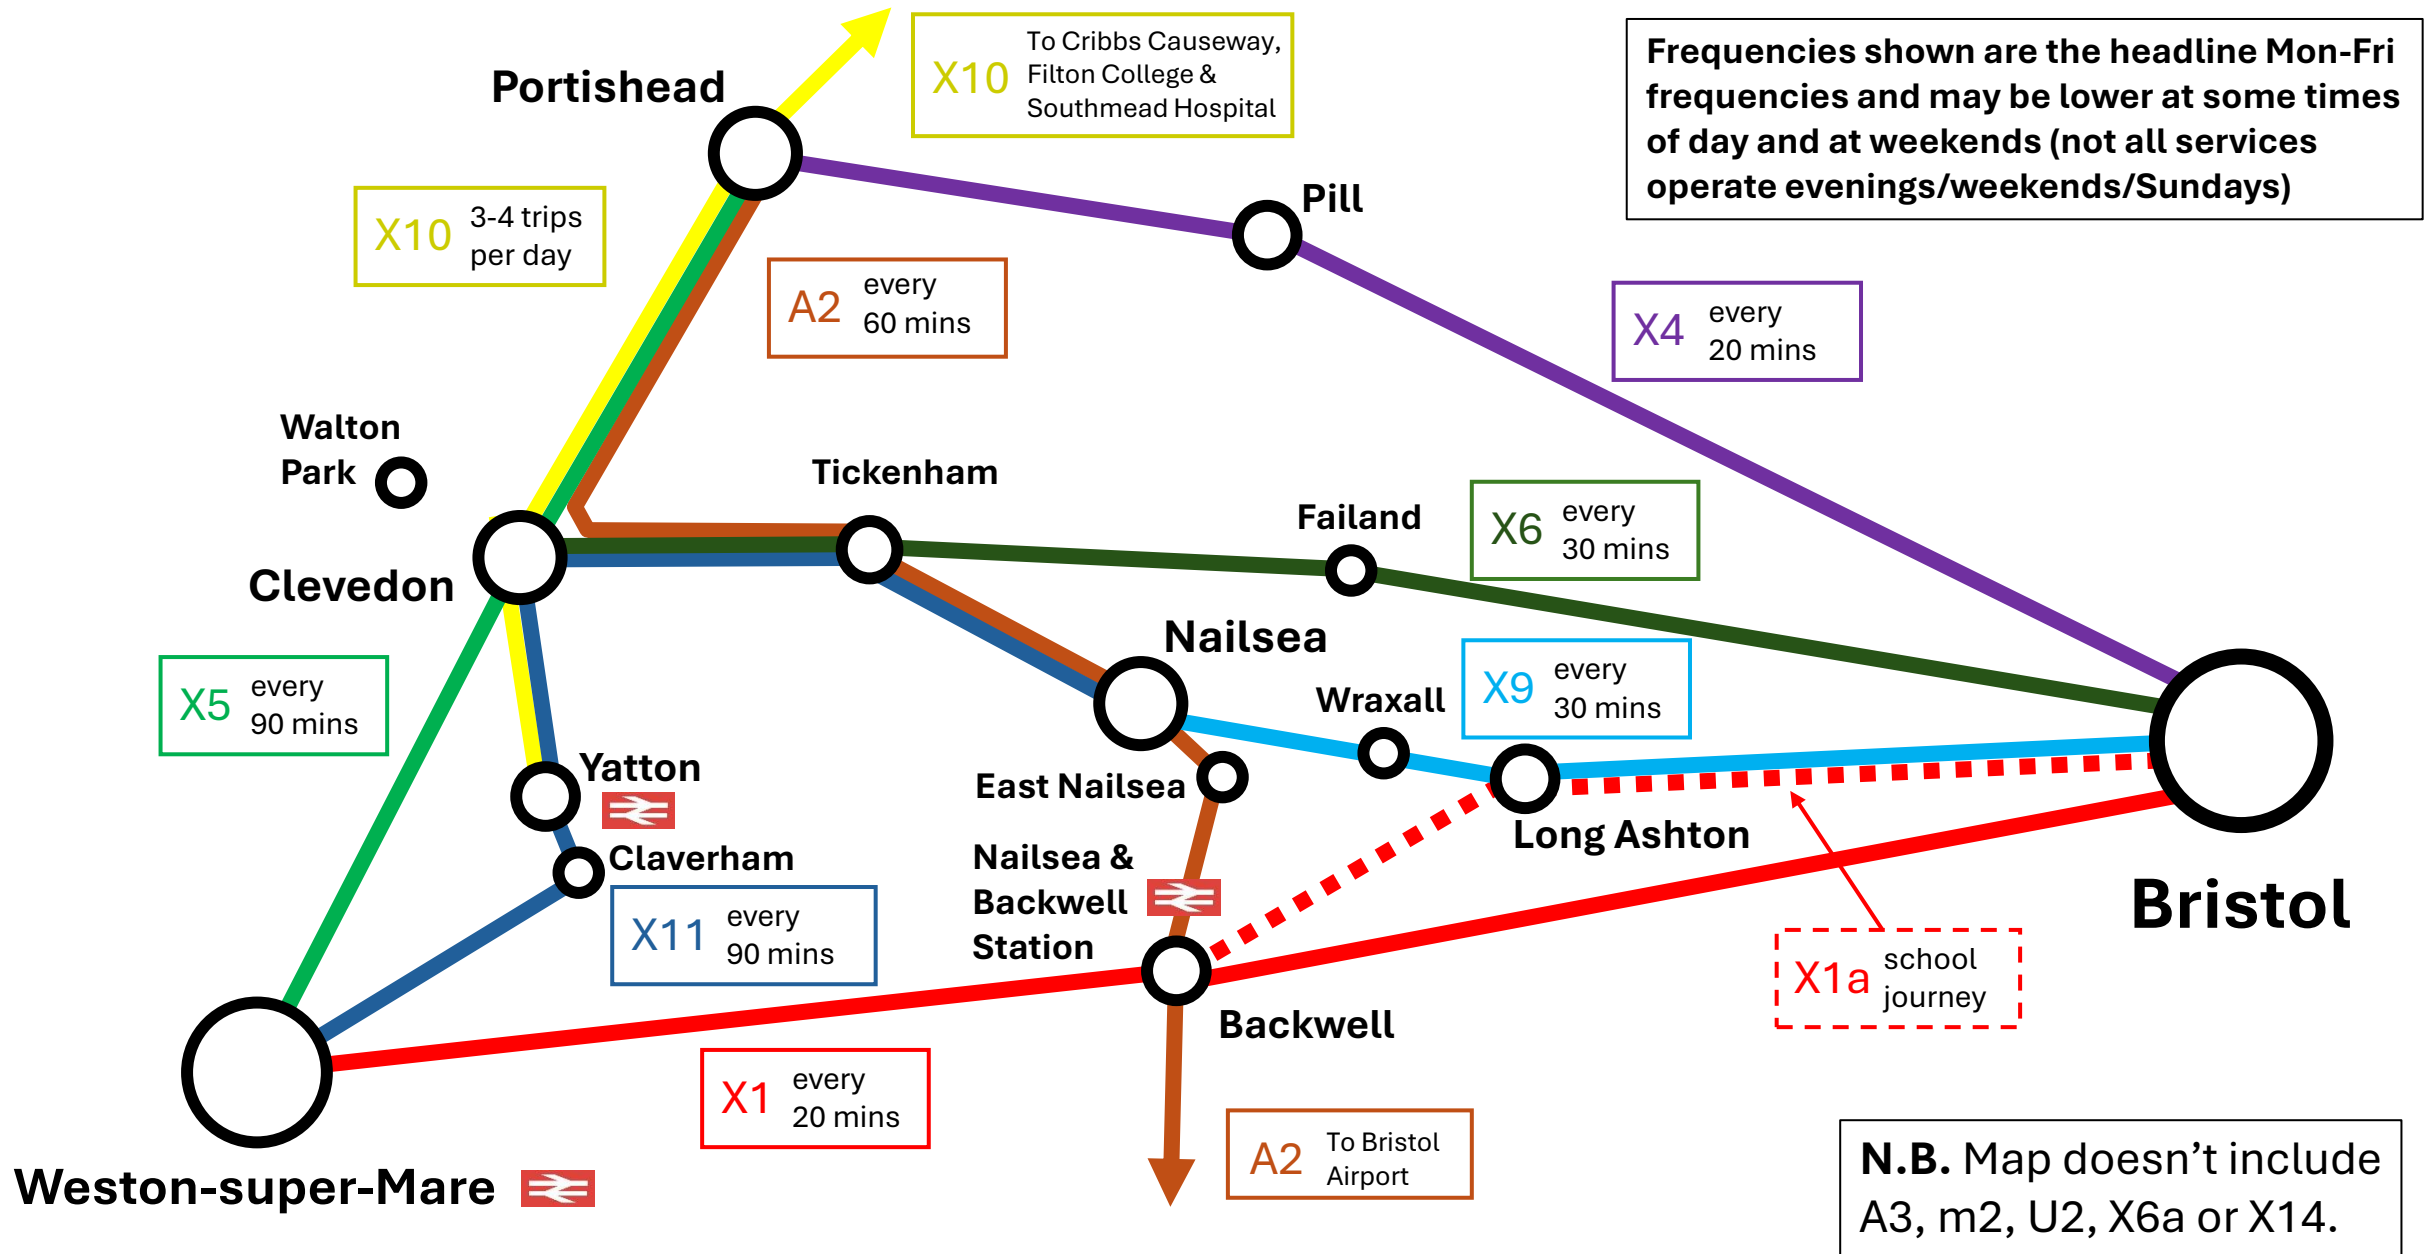 Portishead
X10
To Cribbs Causeway,
Filton College &
Southmead Hospital
Frequencies shown are the headline Mon-Fri
frequencies and may be lower at some times
of day and at weekends (not all services
operate evenings/weekends/Sundays)
X10
3-4 trips
per day
Pill
A2
every
60 mins
X4
every
20 mins
Walton
Park
Tickenham
Failand
X6
every
30 mins
Clevedon
Nailsea
X5
every
90 mins
Wraxall
X9
every
30 mins
Yatton
East Nailsea
Long Ashton
Claverham
Nailsea &
Backwell
Station
Bristol
X11
every
90 mins
X1a
school
journey
Backwell
X1
every
20 mins
A2
To Bristol
Airport
Weston-super-Mare
N.B. Map doesn’t include
A3, m2, U2, X6a or X14.